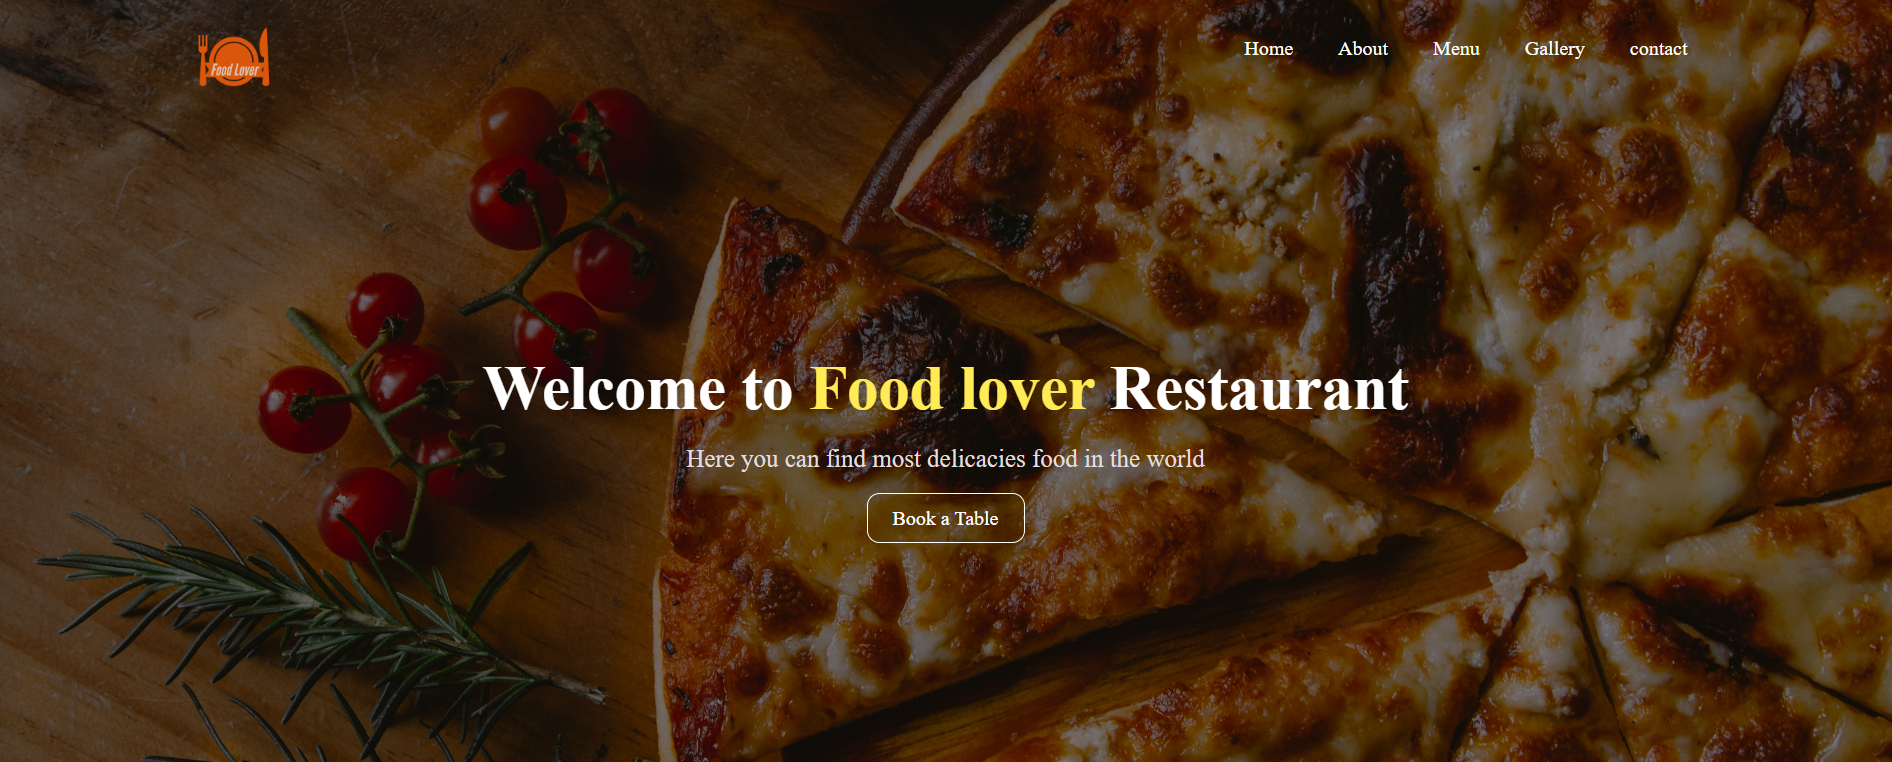 Food Lover
Home About Menu Gallery contact
Welcome to Food lover Restaurant
Here you can find most delicacies food in the world
Book a Table